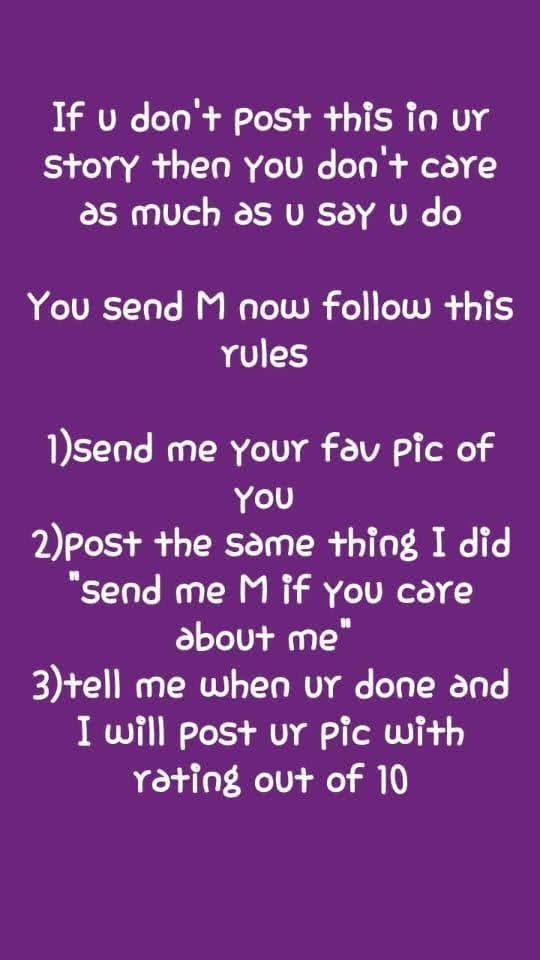 If u don't post this in ur
story then you don't care
as much as u say u do
You send M now follow this
rules
1)send me your fav pic of
you
2)post the same thing I did
"send me M if you care
about me"
3)tell me when ur done and
I will post ur pic with
rating out of 10